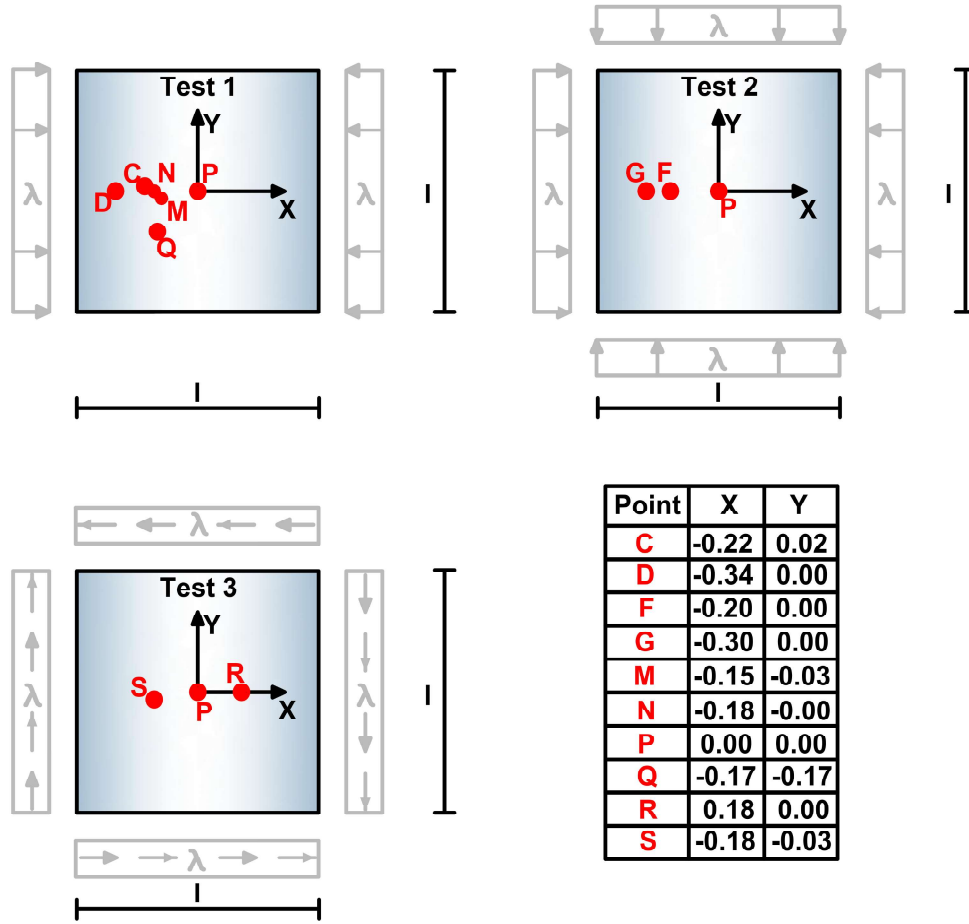 λ
Test 1
Y
C
N
P
D
M
X
Q
λ
λ
l
l
λ
Test 2
Y
G
F
P
X
λ
λ
λ
l
l
λ
Test 3
Y
S
P
R
X
λ
λ
λ
l
l
Point X Y
C -0.22 0.02
D -0.34 0.00
F -0.20 0.00
G -0.30 0.00
M -0.15 -0.03
N -0.18 -0.00
P 0.00 0.00
Q -0.17 -0.17
R 0.18 0.00
S -0.18 -0.03